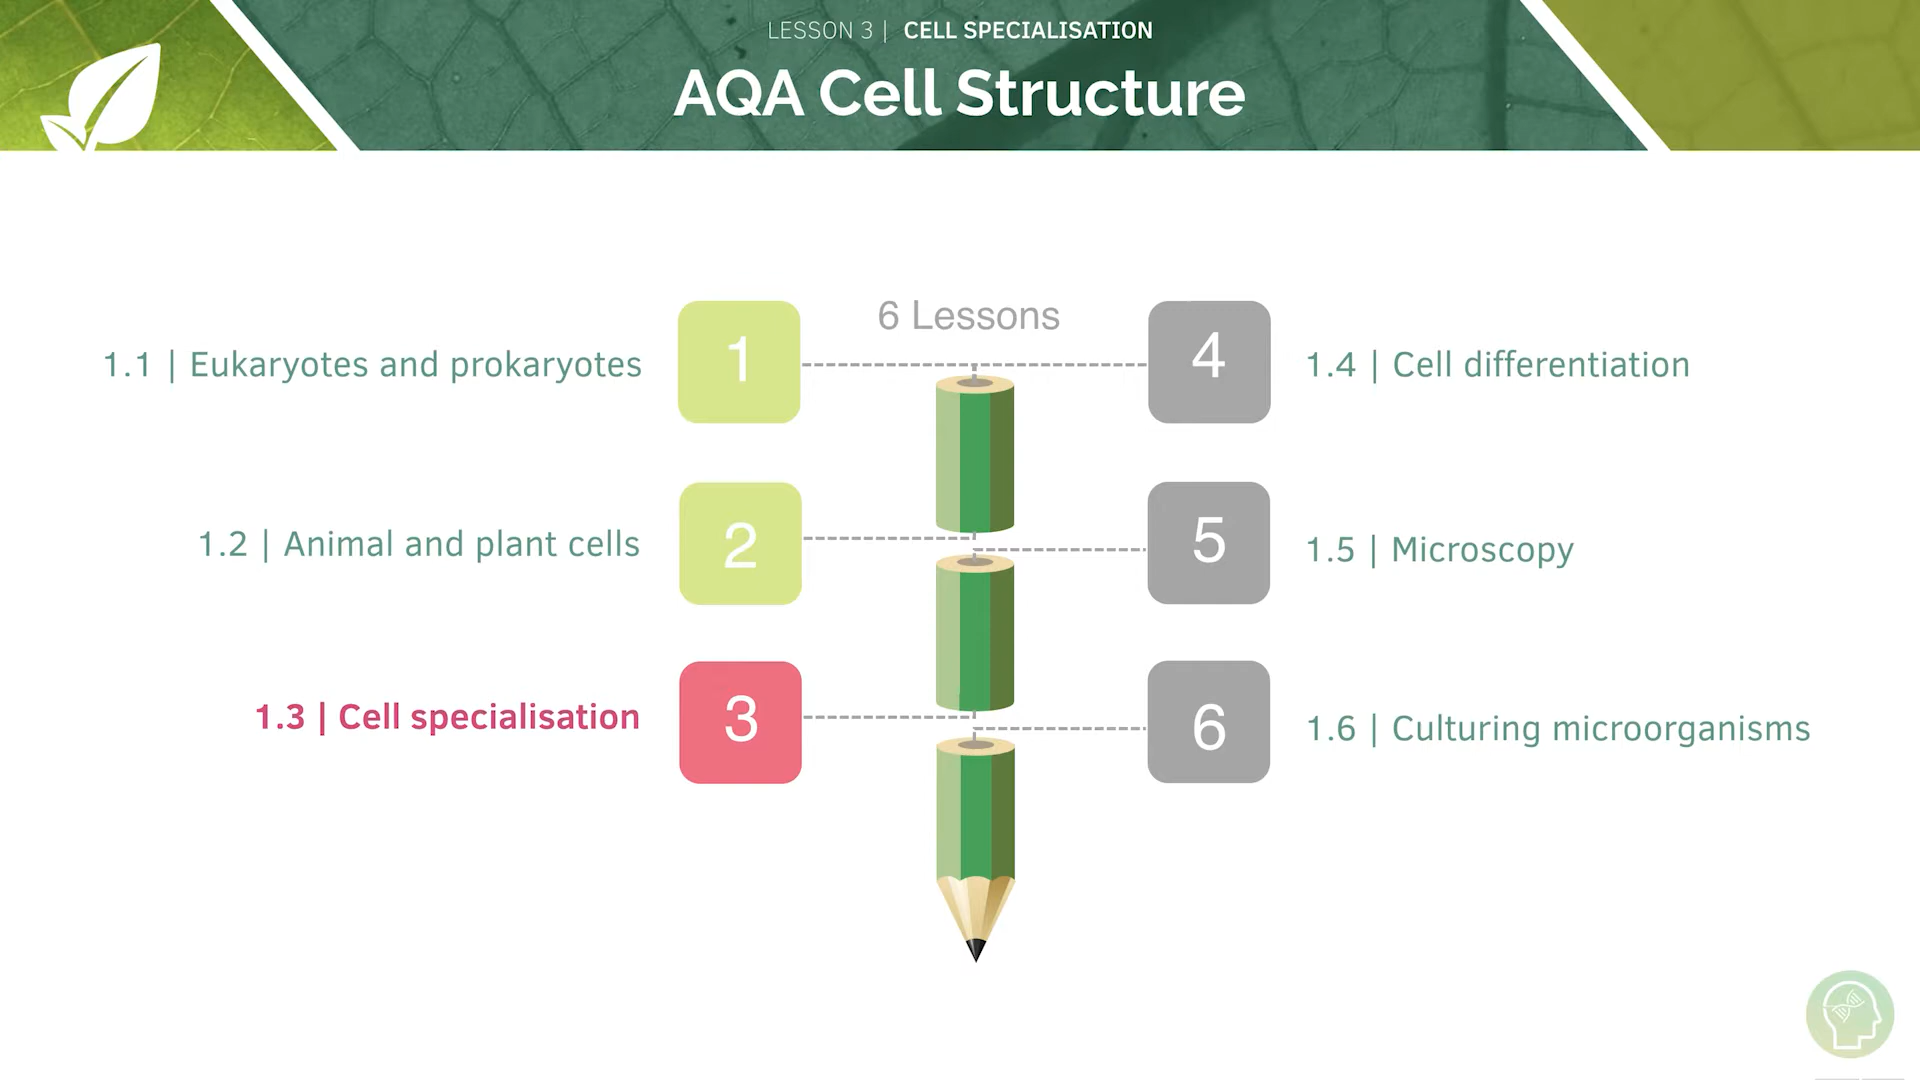 LESSON 3 | CELL SPECIALISATION
AQA Cell Structure
6 Lessons
1.1 | Eukaryotes and prokaryotes
1
1.2 | Animal and plant cells
2
1.3 | Cell specialisation
3
4
1.4 | Cell differentiation
5
1.5 | Microscopy
6
1.6 | Culturing microorganisms